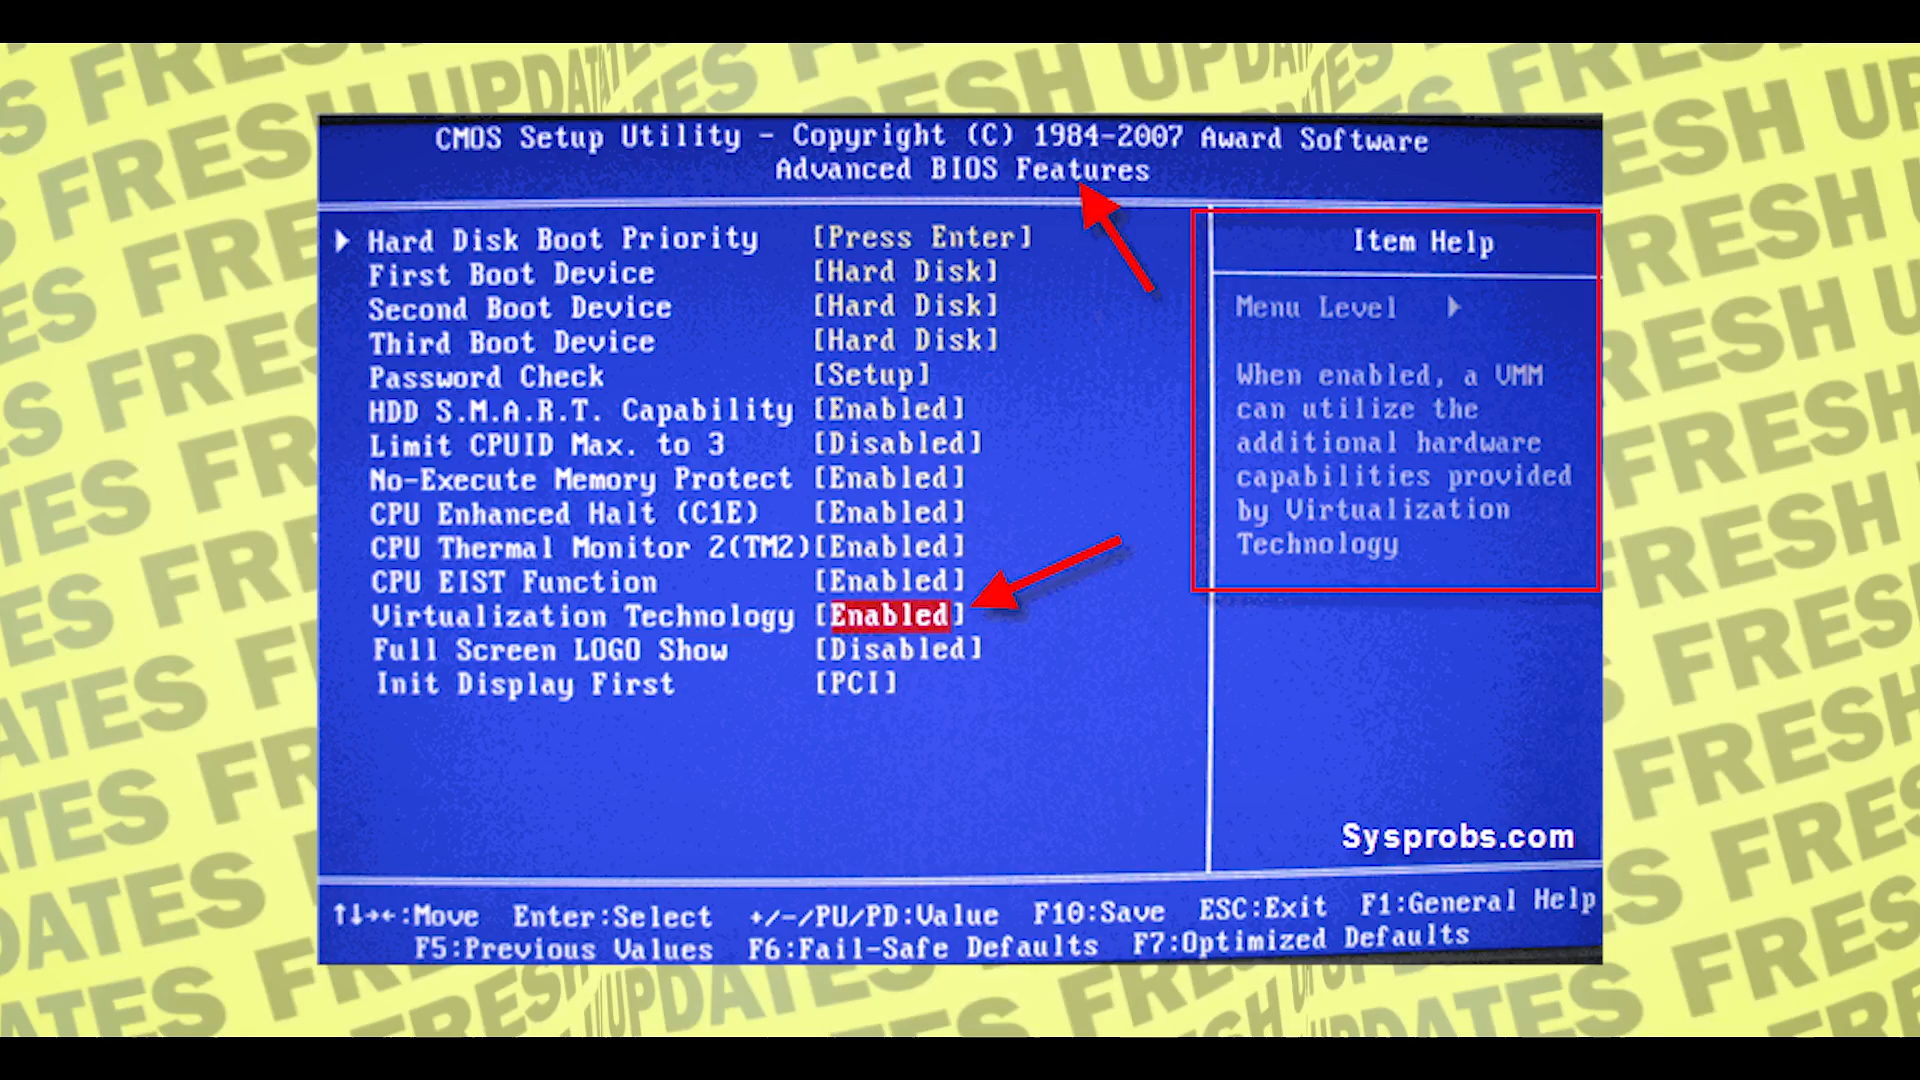 CMOS Setup Utility - Copyright (C) 1984-2007 Award Software
Advanced BIOS Features
Hard Disk Boot Priority [Press Enter]
First Boot Device [Hard Disk]
Second Boot Device [Hard Disk]
Third Boot Device [Hard Disk]
Password Check [Setup]
HDD S.M.A.R.T. Capability [Enabled]
Limit CPUID Max. to 3 [Disabled]
No-Execute Memory Protect [Enabled]
CPU Enhanced Halt (C1E) [Enabled]
CPU Thermal Monitor 2(TM2) [Enabled]
CPU EIST Function [Enabled]
Virtualization Technology [Enabled]
Full Screen LOGO Show [Disabled]
Init Display First [PCI]
Item Help
Menu Level
When enabled, a VMM
can utilize the
additional hardware
capabilities provided
by Virtualization
Technology
Sysprobs.com
↑↓→←:Move Enter:Select +/-/PU/PD:Value F10:Save ESC:Exit F1:General Help
F5:Previous Values F6:Fail-Safe Defaults F7:Optimized Defaults
FRESH UPDATES